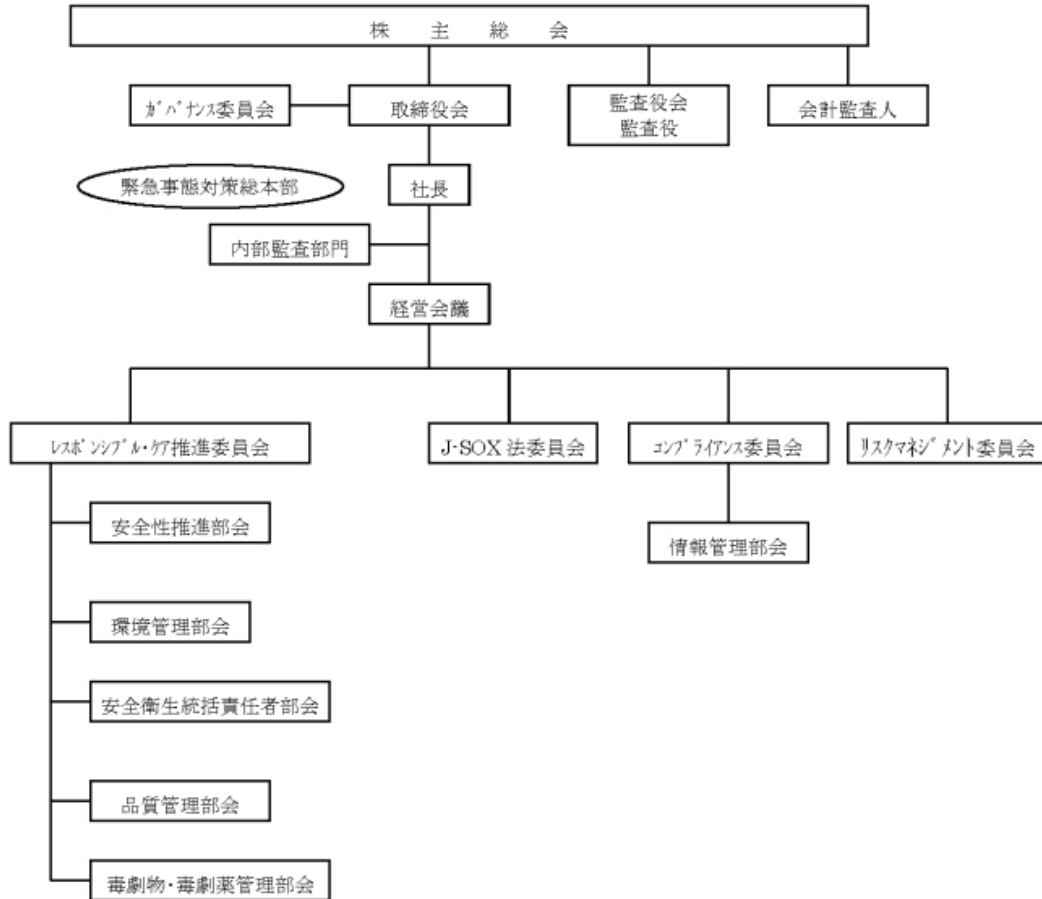 株 主 総 会
ｶﾞﾊﾞﾅﾝｽ委員会
取締役会
監査役会
監査役
会計監査人
緊急事態対策総本部
社長
内部監査部門
経営会議
ﾚｽﾎﾟﾝｼﾌﾞﾙ・ｹｱ推進委員会
J-SOX 法委員会
ｺﾝﾌﾟﾗｲｱﾝｽ委員会
ﾘｽｸﾏﾈｼﾞﾒﾝﾄ委員会
安全性推進部会
情報管理部会
環境管理部会
安全衛生統括責任者部会
品質管理部会
毒劇物・毒劇薬管理部会